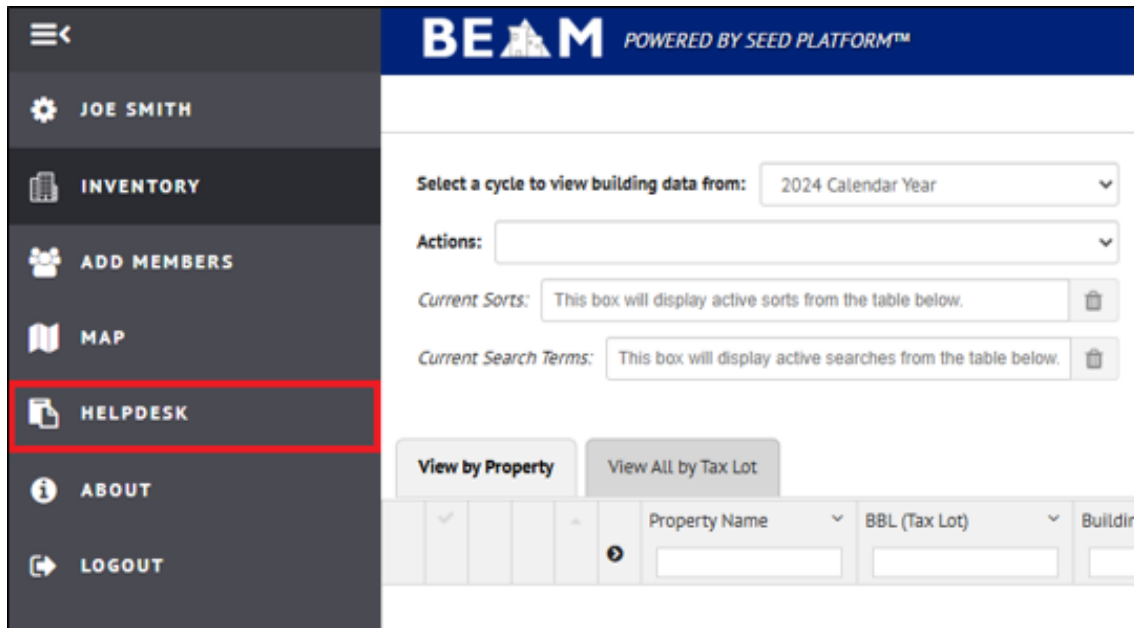 BEAM POWERED BY SEED PLATFORM™
JOE SMITH
INVENTORY
ADD MEMBERS
MAP
HELPDESK
ABOUT
LOGOUT
Select a cycle to view building data from: 2024 Calendar Year
Actions:
Current Sorts: This box will display active sorts from the table below.
Current Search Terms: This box will display active searches from the table below.
View by Property View All by Tax Lot
Property Name BBL (Tax Lot)